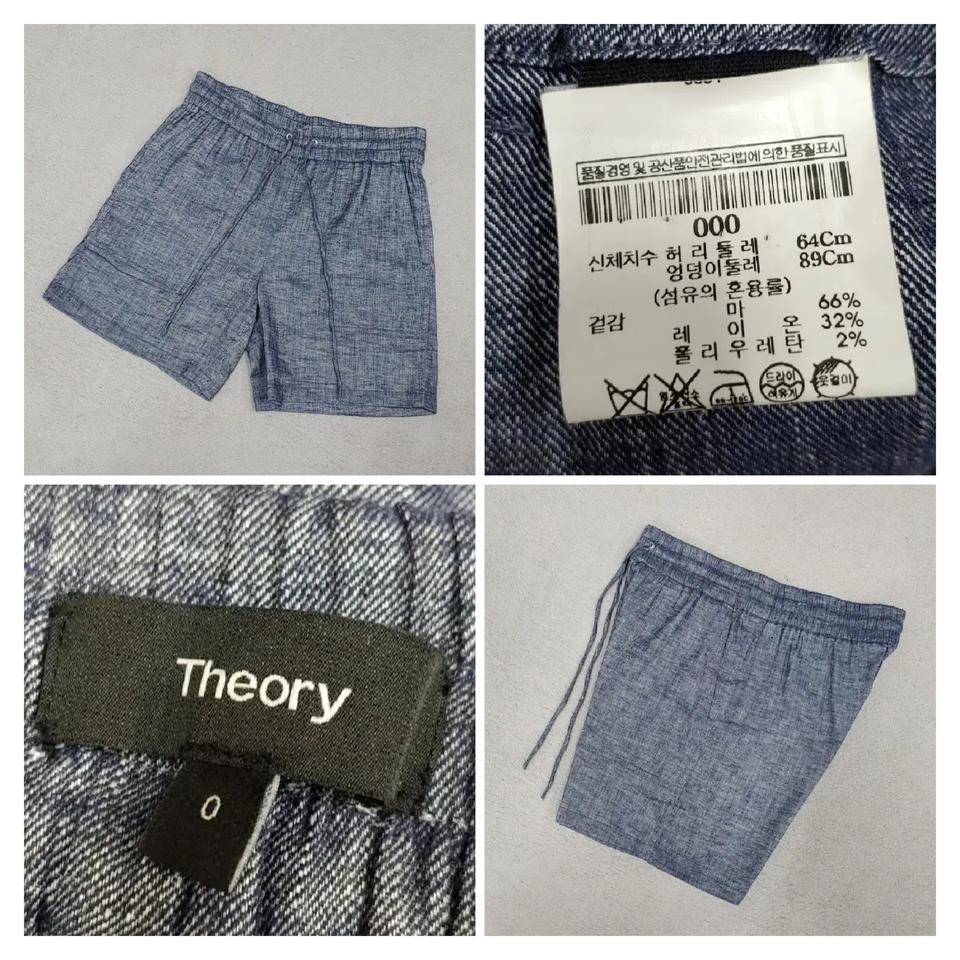 품질경영 및 공산품안전관리법에 의한 품질표시
000
신체치수 허 리 둘 레 64Cm
엉덩이둘레 89Cm
(섬유의 혼용률)
겉감 마 66%
레 이 온 32%
폴 리 우 레 탄 2%
드라이
옷걸이
Theory
0